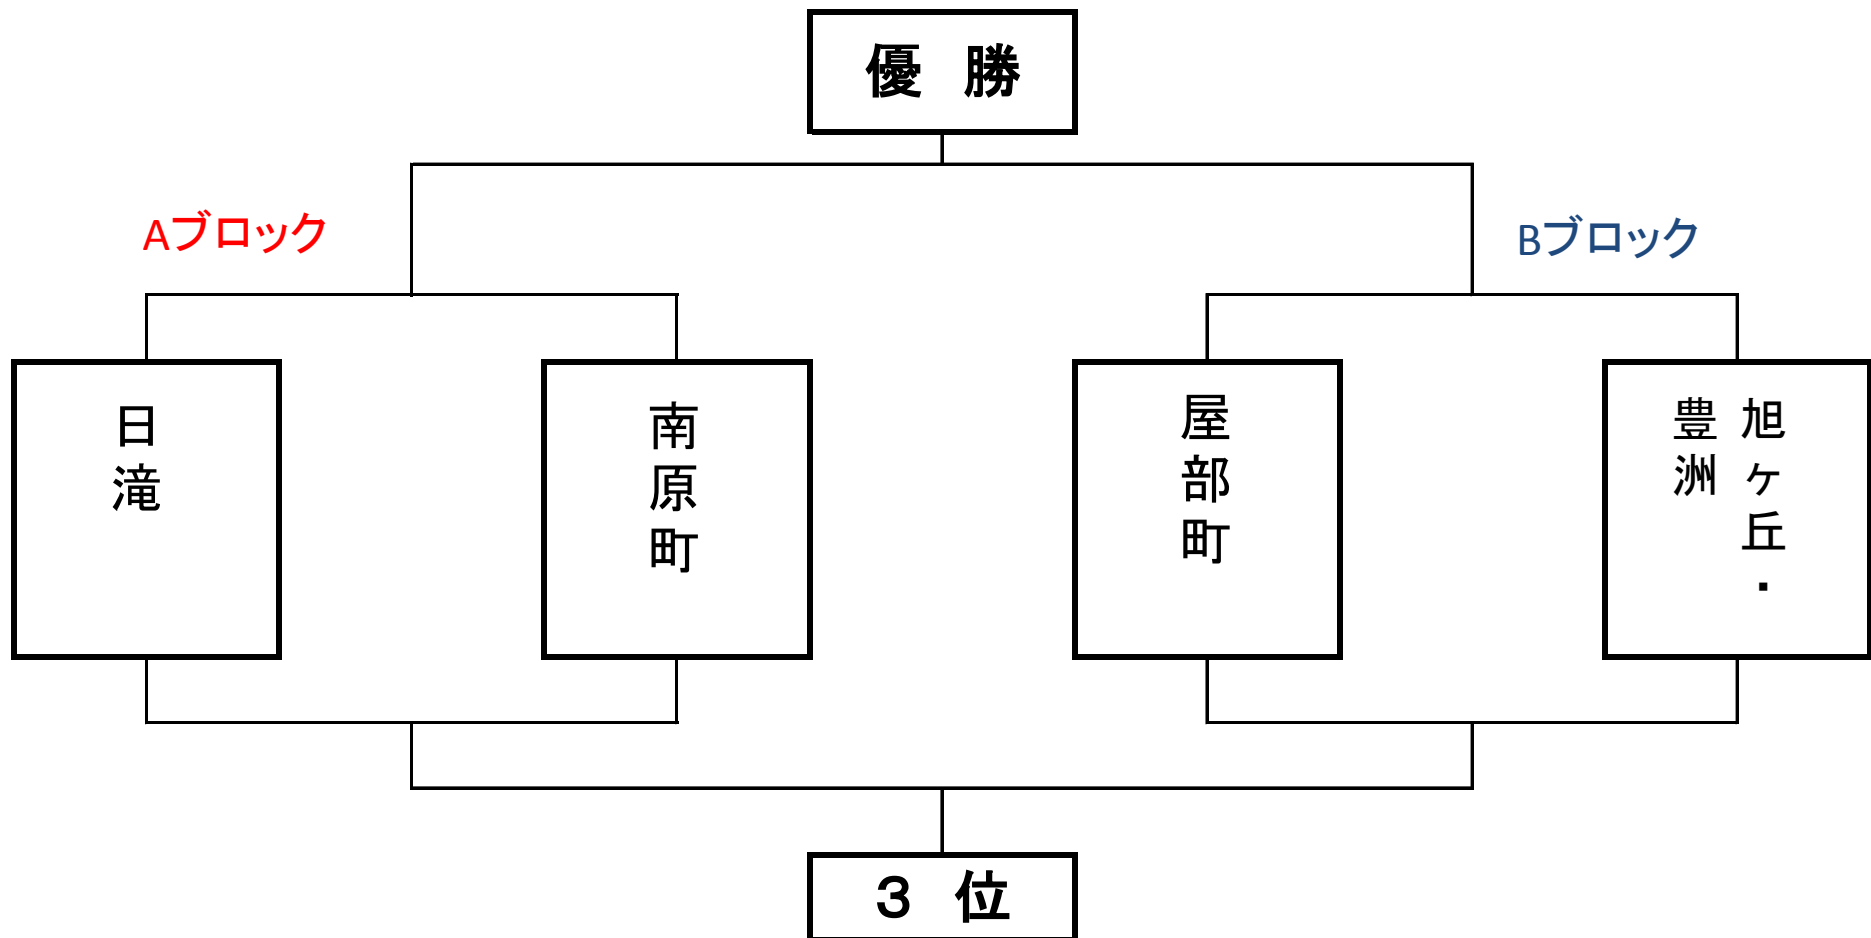 優 勝
Aブロック
Bブロック
日滝
南原町
屋部町
旭ヶ丘・
豊洲
３ 位